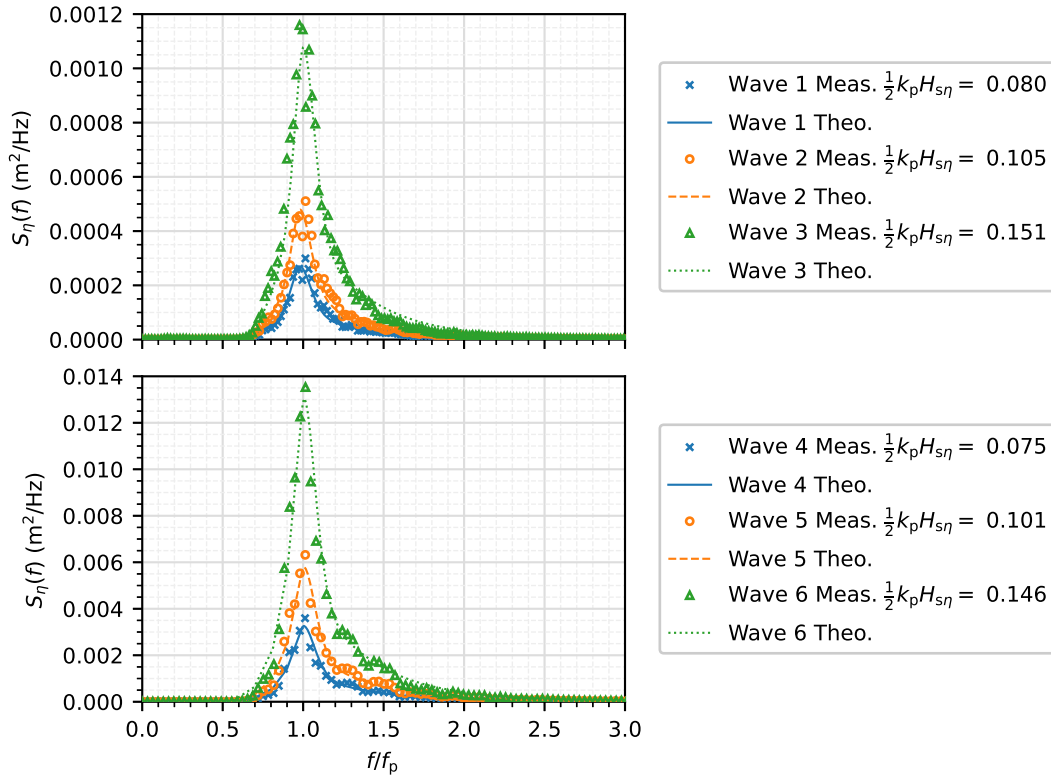 0.0012
0.0010
0.0008
0.0006
0.0004
0.0002
0.0000
Sη(f) (m²/Hz)
Wave 1 Meas. ½kpHsη = 0.080
Wave 1 Theo.
Wave 2 Meas. ½kpHsη = 0.105
Wave 2 Theo.
Wave 3 Meas. ½kpHsη = 0.151
Wave 3 Theo.
0.014
0.012
0.010
0.008
0.006
0.004
0.002
0.000
Sη(f) (m²/Hz)
0.0 0.5 1.0 1.5 2.0 2.5 3.0
f/fp
Wave 4 Meas. ½kpHsη = 0.075
Wave 4 Theo.
Wave 5 Meas. ½kpHsη = 0.101
Wave 5 Theo.
Wave 6 Meas. ½kpHsη = 0.146
Wave 6 Theo.